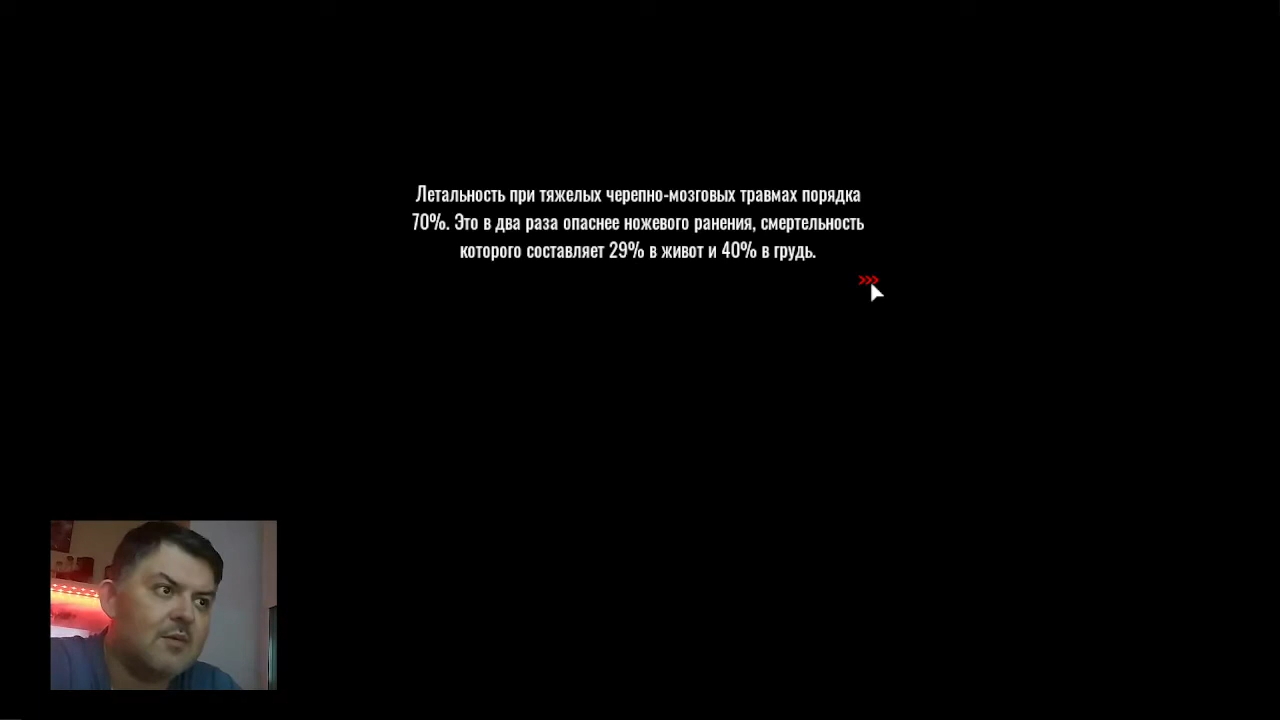 Летальность при тяжелых черепно-мозговых травмах порядка
70%. Это в два раза опаснее ножевого ранения, смертельность
которого составляет 29% в живот и 40% в грудь.
>>>